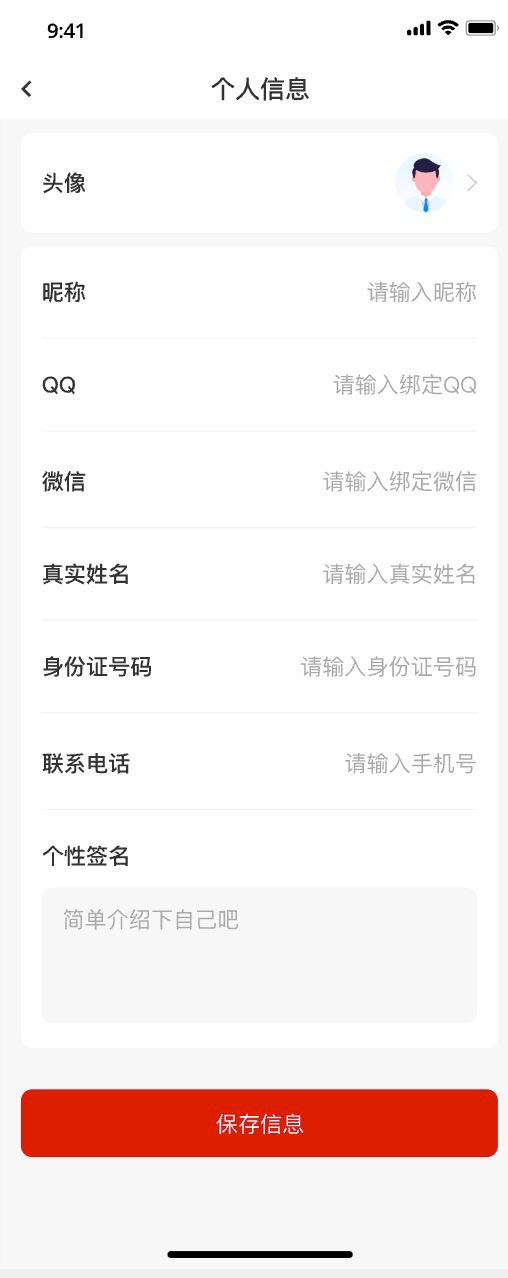 9:41
个人信息
头像
昵称 请输入昵称
QQ 请输入绑定QQ
微信 请输入绑定微信
真实姓名 请输入真实姓名
身份证号码 请输入身份证号码
联系电话 请输入手机号
个性签名
简单介绍下自己吧
保存信息